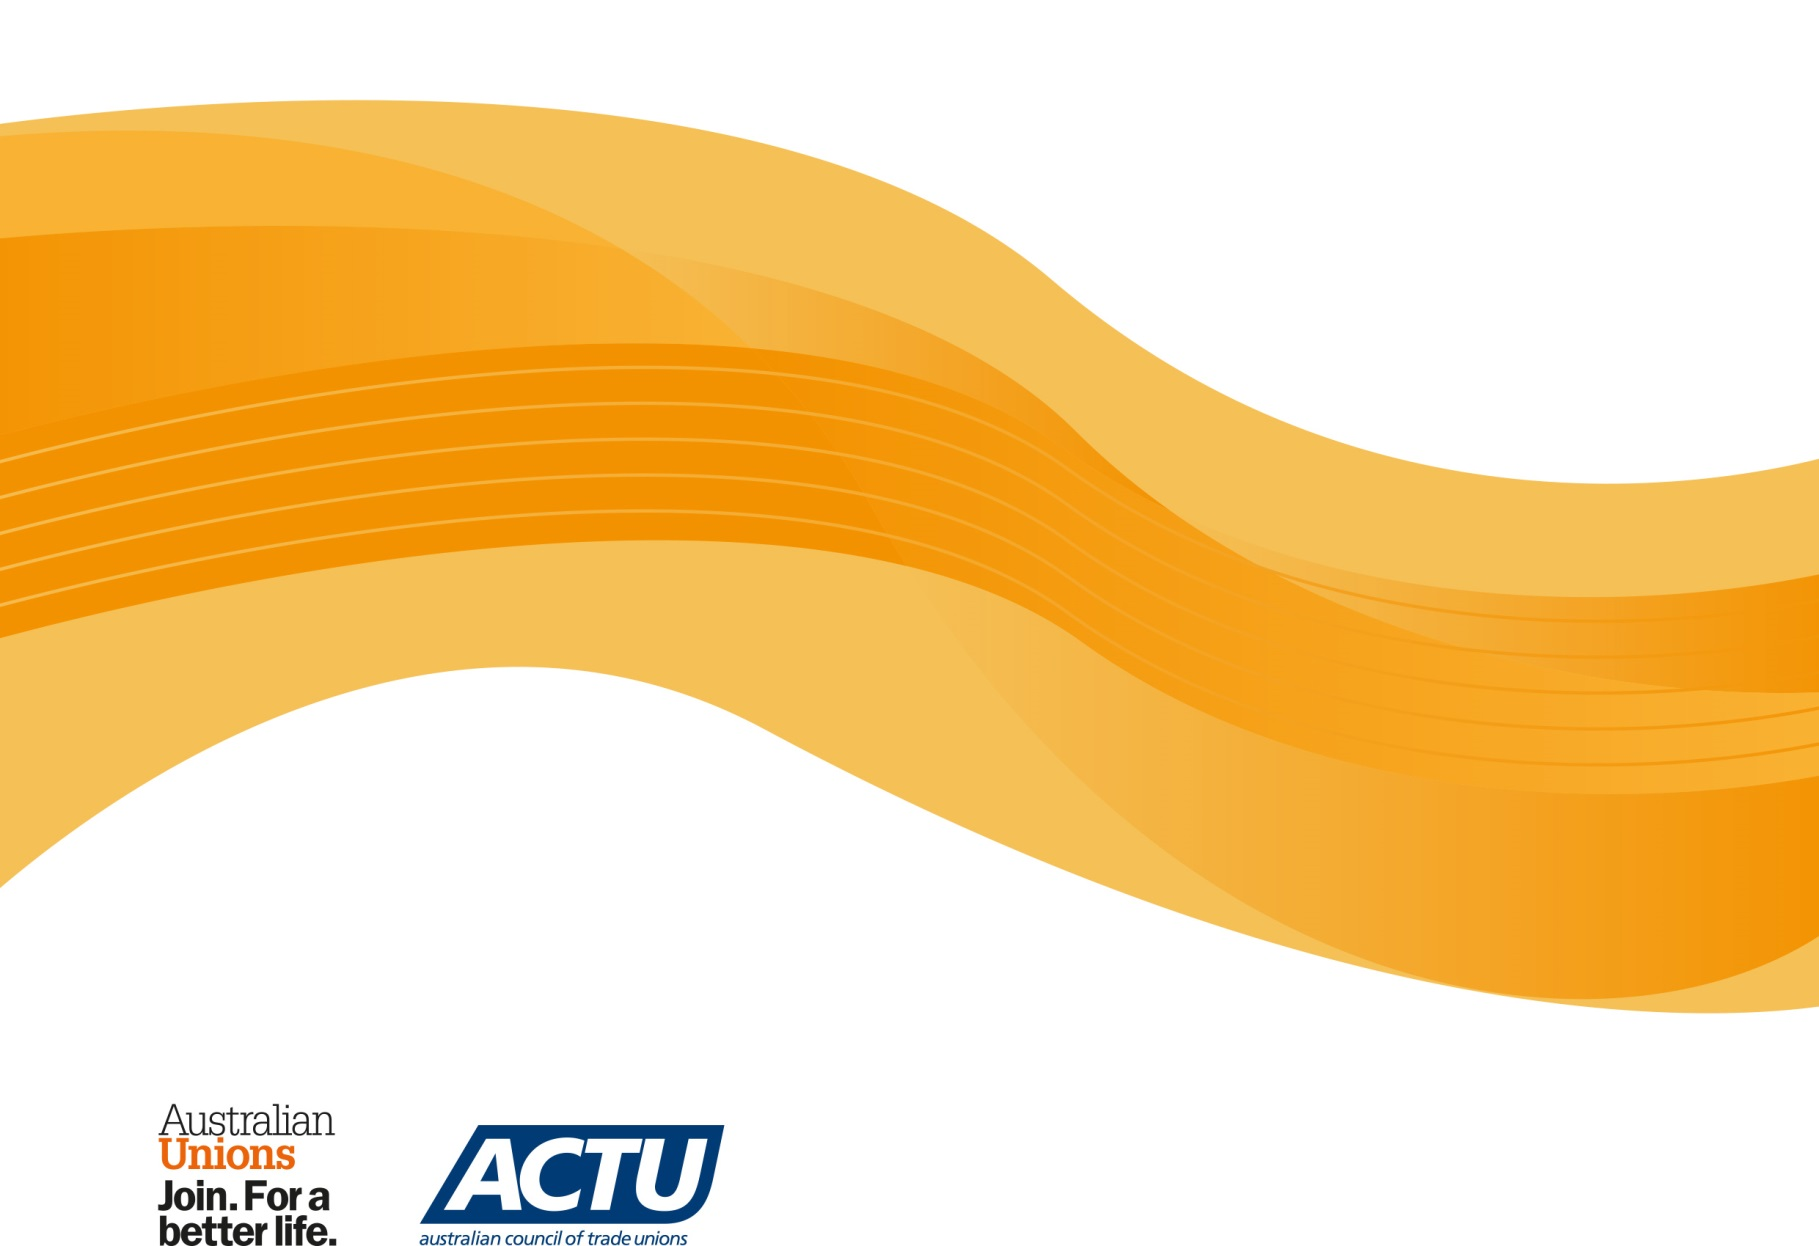 Australian
Unions
Join. For a
better life.
ACTU
australian council of trade unions